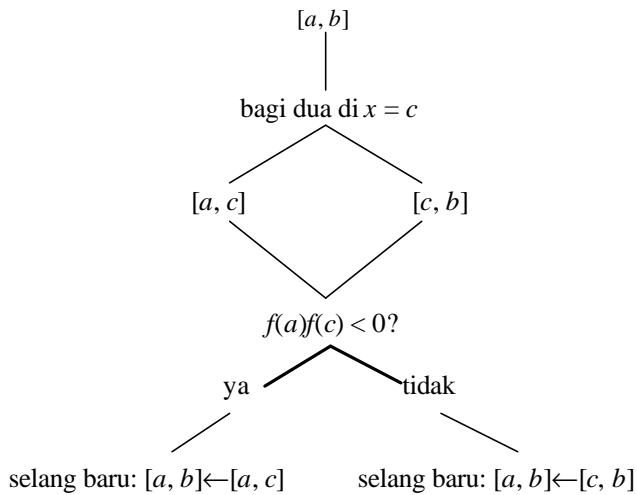 [a, b]
bagi dua di x = c
[a, c] [c, b]
f(a)f(c) < 0?
ya tidak
selang baru: [a, b]←[a, c] selang baru: [a, b]←[c, b]